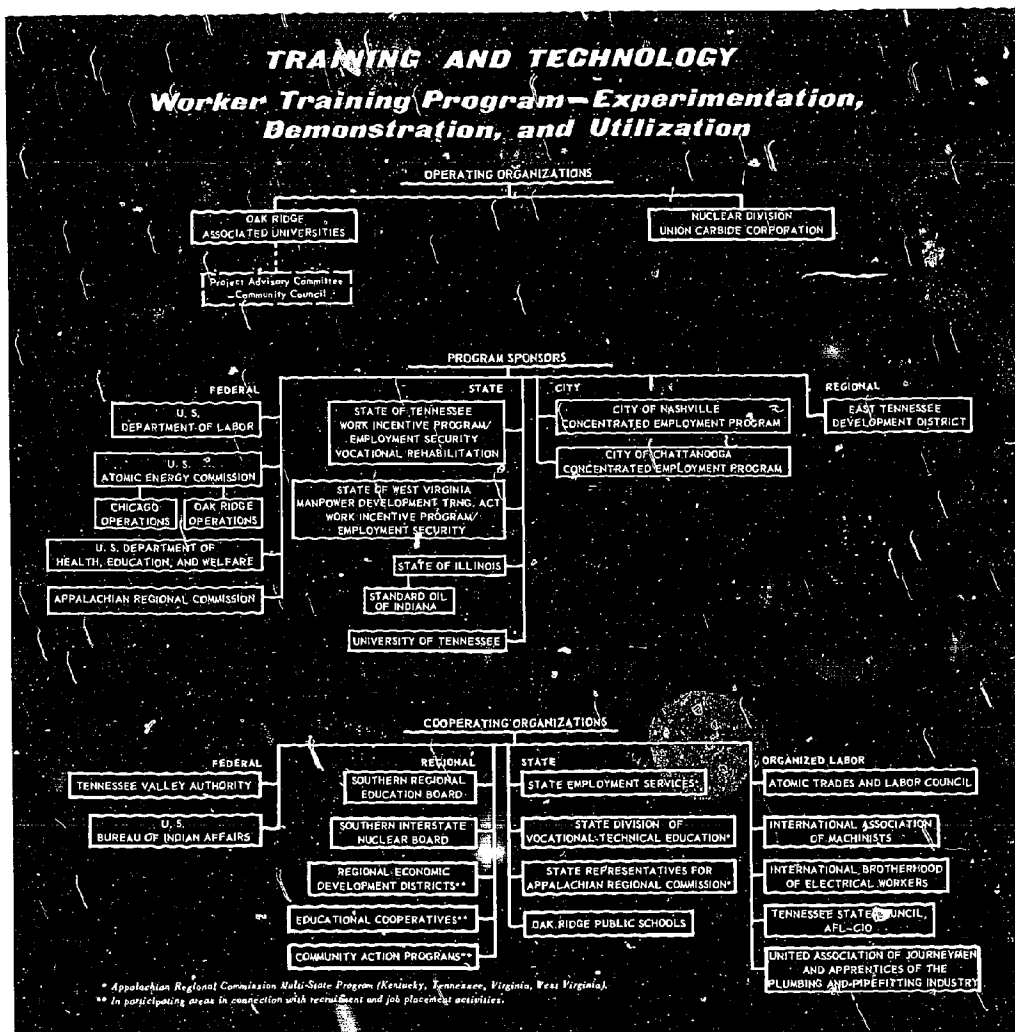 TRAINING AND TECHNOLOGY
Worker Training Program—Experimentation,
Demonstration, and Utilization
OPERATING ORGANIZATIONS
OAK RIDGE
ASSOCIATED UNIVERSITIES
NUCLEAR DIVISION
UNION CARBIDE CORPORATION
Project Advisory Committee
—Community Council
PROGRAM SPONSORS
FEDERAL
U. S.
DEPARTMENT OF LABOR
U. S.
ATOMIC ENERGY COMMISSION
CHICAGO
OPERATIONS
OAK RIDGE
OPERATIONS
U. S. DEPARTMENT OF
HEALTH, EDUCATION, AND WELFARE
APPALACHIAN REGIONAL COMMISSION
STATE
STATE OF TENNESSEE
WORK INCENTIVE PROGRAM/
EMPLOYMENT SECURITY
VOCATIONAL REHABILITATION
STATE OF WEST VIRGINIA
MANPOWER DEVELOPMENT TRNG. ACT
WORK INCENTIVE PROGRAM/
EMPLOYMENT SECURITY
STATE OF ILLINOIS
STANDARD OIL
OF INDIANA
UNIVERSITY OF TENNESSEE
CITY
CITY OF NASHVILLE
CONCENTRATED EMPLOYMENT PROGRAM
CITY OF CHATTANOOGA
CONCENTRATED EMPLOYMENT PROGRAM
REGIONAL
EAST TENNESSEE
DEVELOPMENT DISTRICT
COOPERATING ORGANIZATIONS
FEDERAL
TENNESSEE VALLEY AUTHORITY
U. S.
BUREAU OF INDIAN AFFAIRS
REGIONAL
SOUTHERN REGIONAL
EDUCATION BOARD
SOUTHERN INTERSTATE
NUCLEAR BOARD
REGIONAL ECONOMIC
DEVELOPMENT DISTRICTS**
EDUCATIONAL COOPERATIVES**
COMMUNITY ACTION PROGRAMS**
STATE
STATE EMPLOYMENT SERVICES*
STATE DIVISION OF
VOCATIONAL-TECHNICAL EDUCATION*
STATE REPRESENTATIVES FOR
APPALACHIAN REGIONAL COMMISSION*
OAK RIDGE PUBLIC SCHOOLS
ORGANIZED LABOR
ATOMIC TRADES AND LABOR COUNCIL
INTERNATIONAL ASSOCIATION
OF MACHINISTS
INTERNATIONAL BROTHERHOOD
OF ELECTRICAL WORKERS
TENNESSEE STATE COUNCIL,
AFL-CIO
UNITED ASSOCIATION OF JOURNEYMEN
AND APPRENTICES OF THE
PLUMBING AND PIPEFITTING INDUSTRY
* Appalachian Regional Commission Multi-State Program (Kentucky, Tennessee, Virginia, West Virginia).
** In participating areas in connection with recruitment and job placement activities.